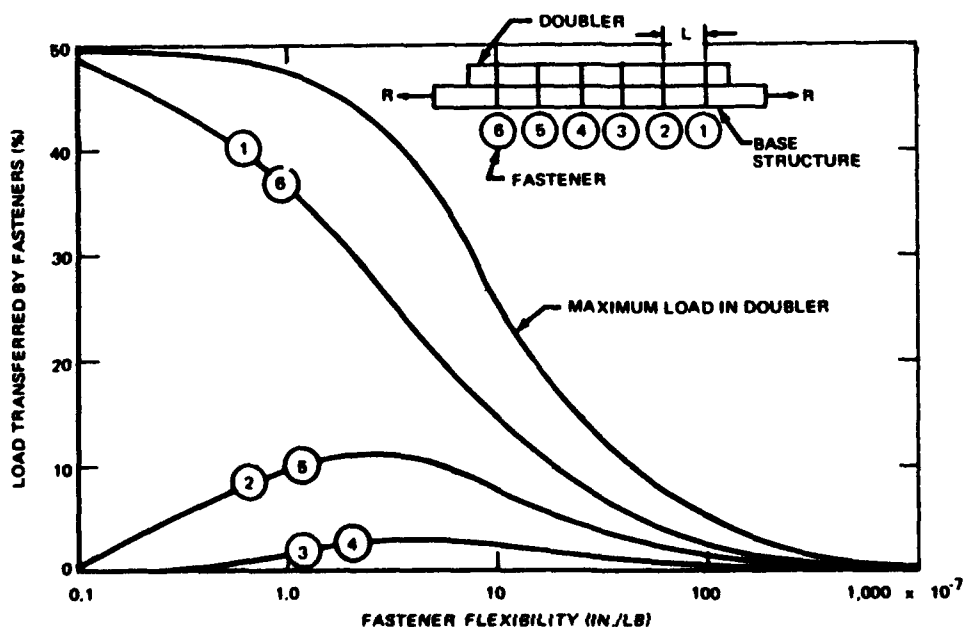 DOUBLER
L
R
R
6 5 4 3 2 1
BASE
STRUCTURE
FASTENER
LOAD TRANSFERRED BY FASTENERS (%)
50
40
30
20
10
0
1
6
MAXIMUM LOAD IN DOUBLER
2
5
3
4
0.1 1.0 10 100 1,000 x 10-7
FASTENER FLEXIBILITY (IN./LB)